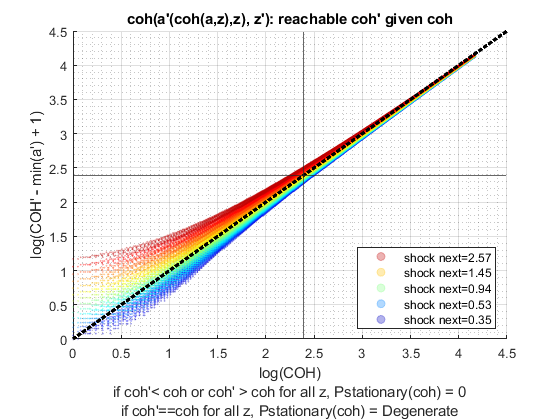 coh(a'(coh(a,z),z), z'): reachable coh' given coh
4.5
4
3.5
3
2.5
2
1.5
1
0.5
0
log(COH' - min(a') + 1)
shock next=2.57
shock next=1.45
shock next=0.94
shock next=0.53
shock next=0.35
0 0.5 1 1.5 2 2.5 3 3.5 4 4.5
log(COH)
if coh'< coh or coh' > coh for all z, Pstationary(coh) = 0
if coh'==coh for all z, Pstationary(coh) = Degenerate